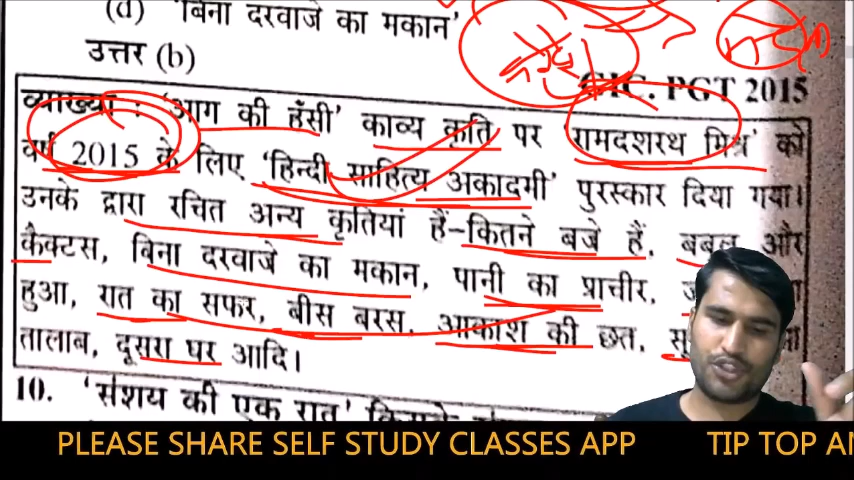 (d) 'बिना दरवाजे का मकान'
उत्तर (b)
PGT 2015
व्याख्या : 'आग की हँसी' काव्य कृति पर 'रामदशरथ मिश्र' को
वर्ष 2015 के लिए 'हिन्दी साहित्य अकादमी' पुरस्कार दिया गया।
उनके द्वारा रचित अन्य कृतियां हैं-कितने बजे हैं, बबूल और
कैक्टस, बिना दरवाजे का मकान, पानी का प्राचीर,
हुआ, रात का सफर, बीस बरस, आकाश की छत,
तालाब, दूसरा घर आदि।
10. 'संशय की एक रात'
PLEASE SHARE SELF STUDY CLASSES APP TIP TOP